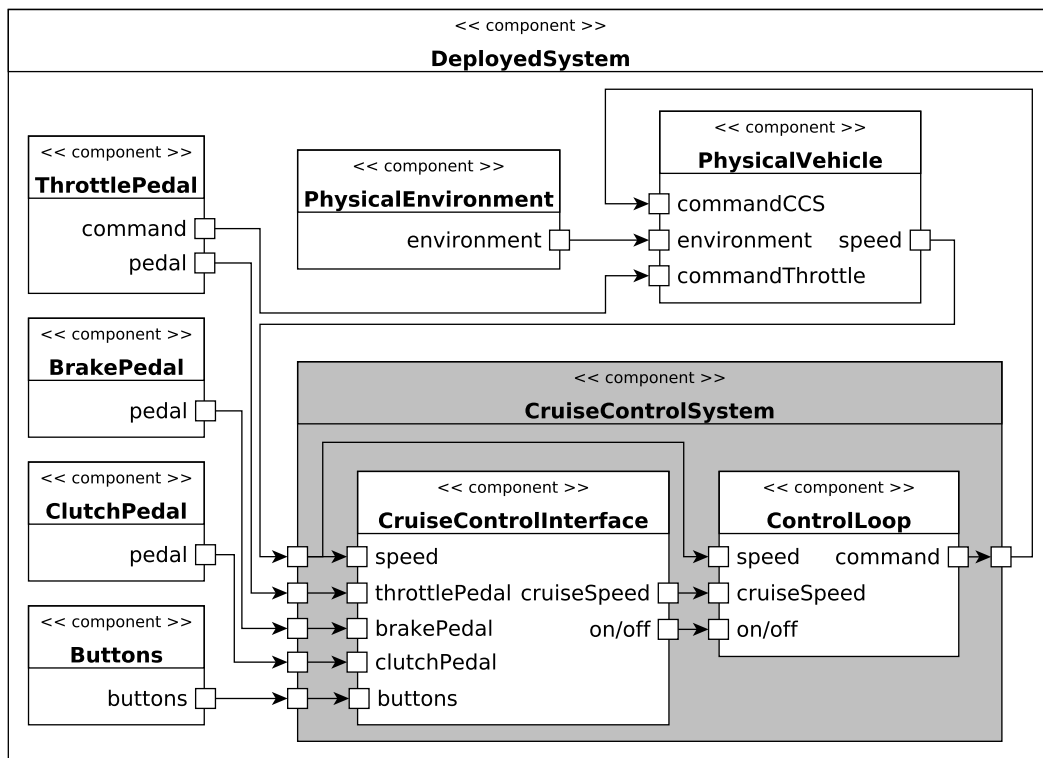 << component >>
DeployedSystem
<< component >>
ThrottlePedal
command
pedal
<< component >>
PhysicalEnvironment
environment
<< component >>
PhysicalVehicle
commandCCS
environment speed
commandThrottle
<< component >>
BrakePedal
pedal
<< component >>
ClutchPedal
pedal
<< component >>
Buttons
buttons
<< component >>
CruiseControlSystem
<< component >>
CruiseControlInterface
speed
throttlePedal cruiseSpeed
brakePedal on/off
clutchPedal
buttons
<< component >>
ControlLoop
speed command
cruiseSpeed
on/off